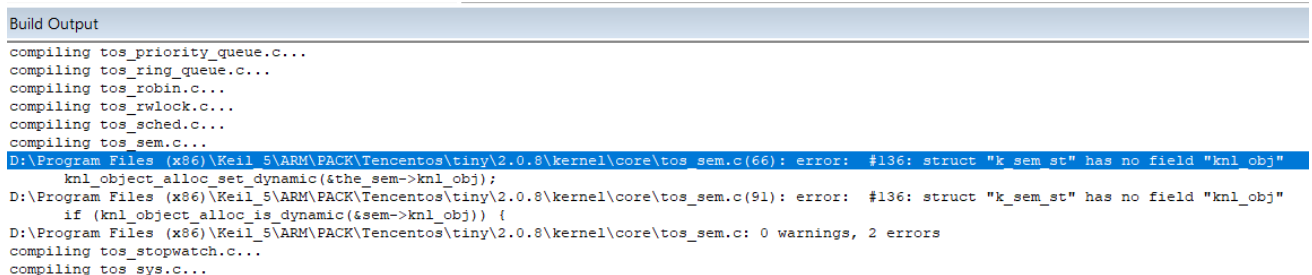 Build Output
compiling tos_priority_queue.c...
compiling tos_ring_queue.c...
compiling tos_robin.c...
compiling tos_rwlock.c...
compiling tos_sched.c...
compiling tos_sem.c...
D:\Program Files (x86)\Keil_5\ARM\PACK\Tencentos\tiny\2.0.8\kernel\core\tos_sem.c(66): error:  #136: struct "k_sem_st" has no field "knl_obj"
knl_object_alloc_set_dynamic(&the_sem->knl_obj);
D:\Program Files (x86)\Keil_5\ARM\PACK\Tencentos\tiny\2.0.8\kernel\core\tos_sem.c(91): error:  #136: struct "k_sem_st" has no field "knl_obj"
if (knl_object_alloc_is_dynamic(&sem->knl_obj)) {
D:\Program Files (x86)\Keil_5\ARM\PACK\Tencentos\tiny\2.0.8\kernel\core\tos_sem.c: 0 warnings, 2 errors
compiling tos_stopwatch.c...
compiling tos_sys.c...